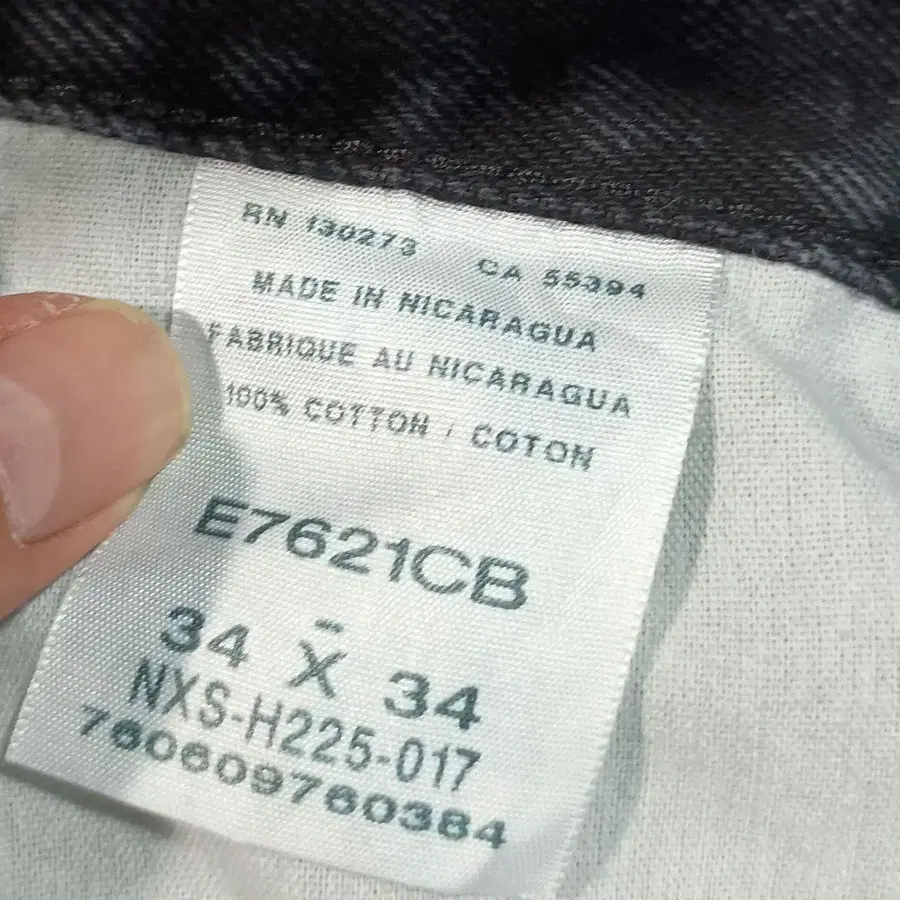 RN 130273 CA 55394
MADE IN NICARAGUA
FABRIQUE AU NICARAGUA
100% COTTON / COTON
E7621CB
34 X̄ 34
NXS-H225-017
760609760384